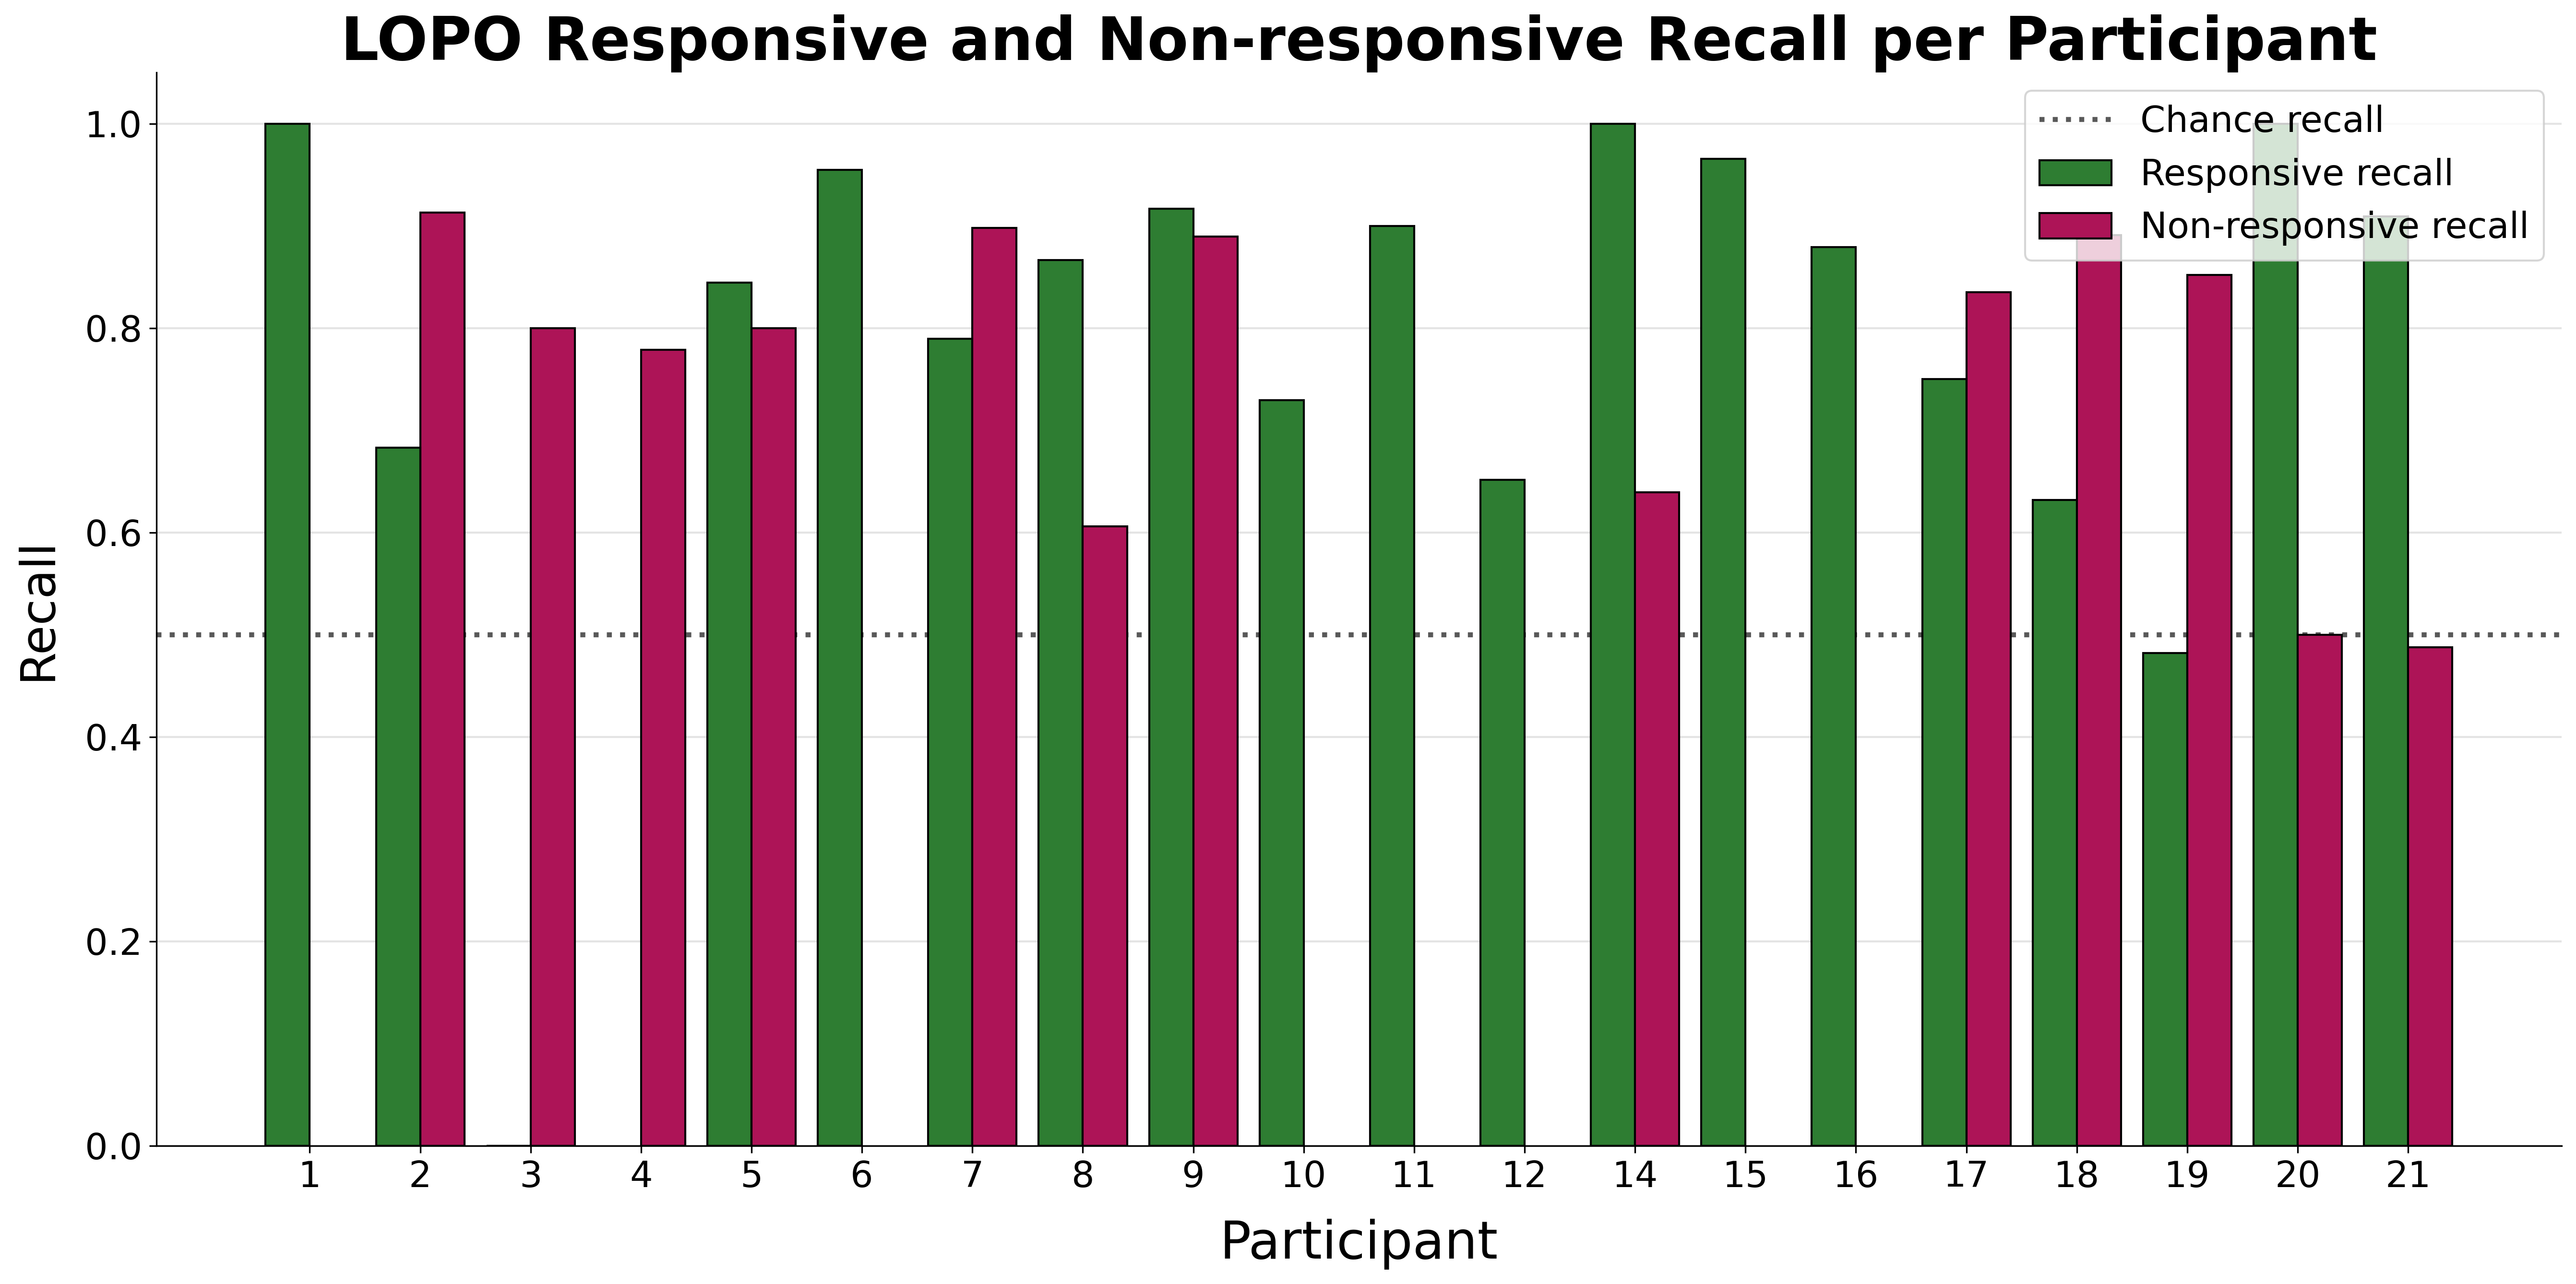 LOPO Responsive and Non-responsive Recall per Participant
Chance recall
Responsive recall
Non-responsive recall
Recall
1.0
0.8
0.6
0.4
0.2
0.0
1 2 3 4 5 6 7 8 9 10 11 12 14 15 16 17 18 19 20 21
Participant